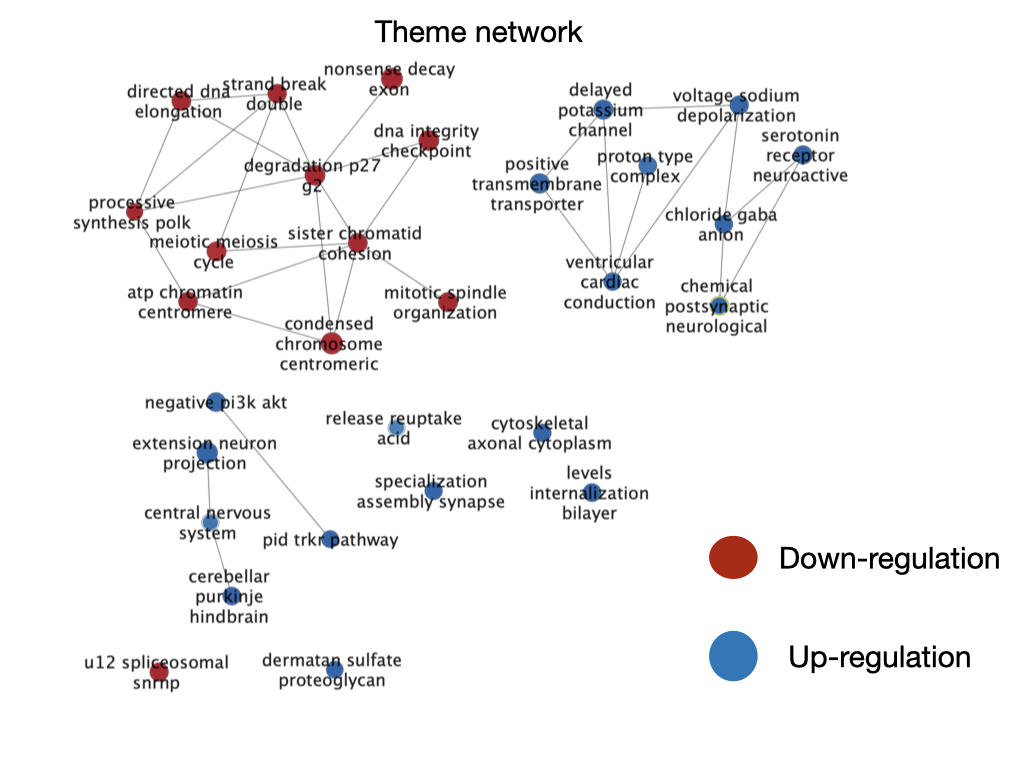 Theme network
directed dna
elongation
strand break
double
nonsense decay
exon
dna integrity
checkpoint
degradation p27
g2
processive
synthesis polk
meiotic meiosis
cycle
sister chromatid
cohesion
atp chromatin
centromere
mitotic spindle
organization
condensed
chromosome
centromeric
delayed
potassium
channel
voltage sodium
depolarization
serotonin
receptor
neuroactive
positive
transmembrane
transporter
proton type
complex
chloride gaba
anion
ventricular
cardiac
conduction
chemical
postsynaptic
neurological
negative pi3k akt
extension neuron
projection
central nervous
system
pid trkr pathway
cerebellar
purkinje
hindbrain
release reuptake
acid
cytoskeletal
axonal cytoplasm
specialization
assembly synapse
levels
internalization
bilayer
u12 spliceosomal
snrnp
dermatan sulfate
proteoglycan
Down-regulation
Up-regulation